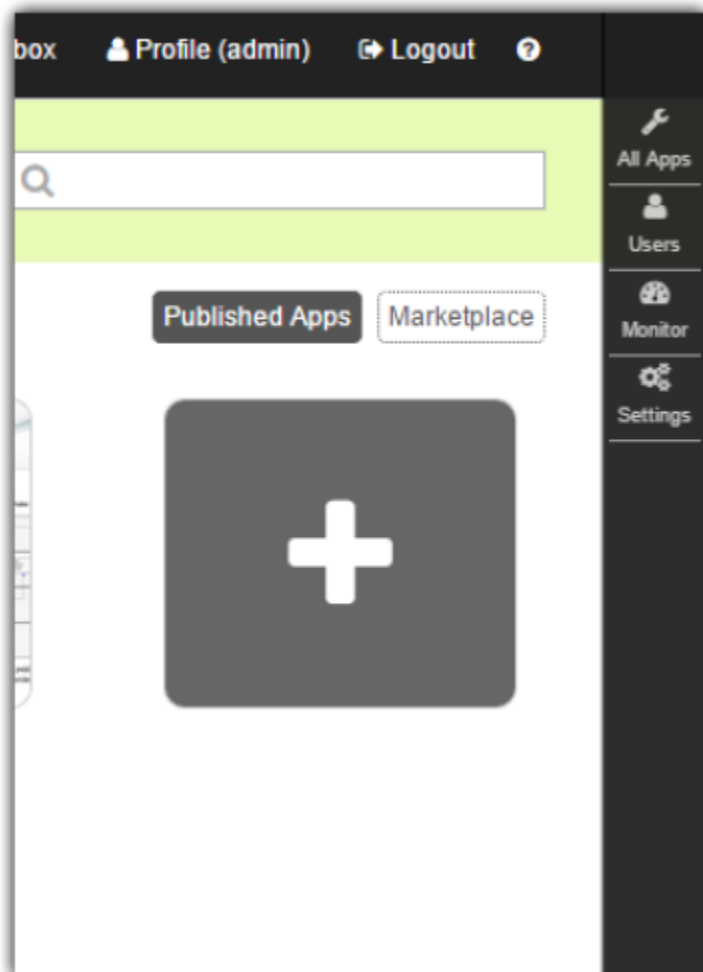 box Profile (admin) Logout ?
All Apps
Users
Published Apps Marketplace
Monitor
Settings